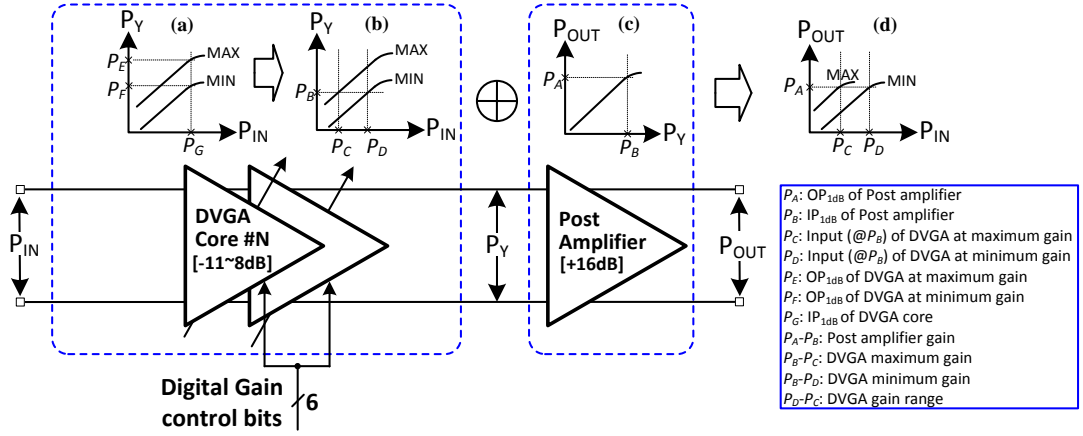 (a)
P_Y
MAX
P_E
MIN
P_F
P_IN
P_G
(b)
P_Y
MAX
MIN
P_B
P_IN
P_C P_D
(c)
P_OUT
P_A
P_Y
P_B
(d)
P_OUT
MAX
MIN
P_A
P_IN
P_C P_D
P_IN
DVGA
Core #N
[-11~8dB]
P_Y
Post
Amplifier
[+16dB]
P_OUT
Digital Gain
control bits
6
P_A: OP_1dB of Post amplifier
P_B: IP_1dB of Post amplifier
P_C: Input (@P_B) of DVGA at maximum gain
P_D: Input (@P_B) of DVGA at minimum gain
P_E: OP_1dB of DVGA at maximum gain
P_F: OP_1dB of DVGA at minimum gain
P_G: IP_1dB of DVGA core
P_A-P_B: Post amplifier gain
P_B-P_C: DVGA maximum gain
P_B-P_D: DVGA minimum gain
P_D-P_C: DVGA gain range